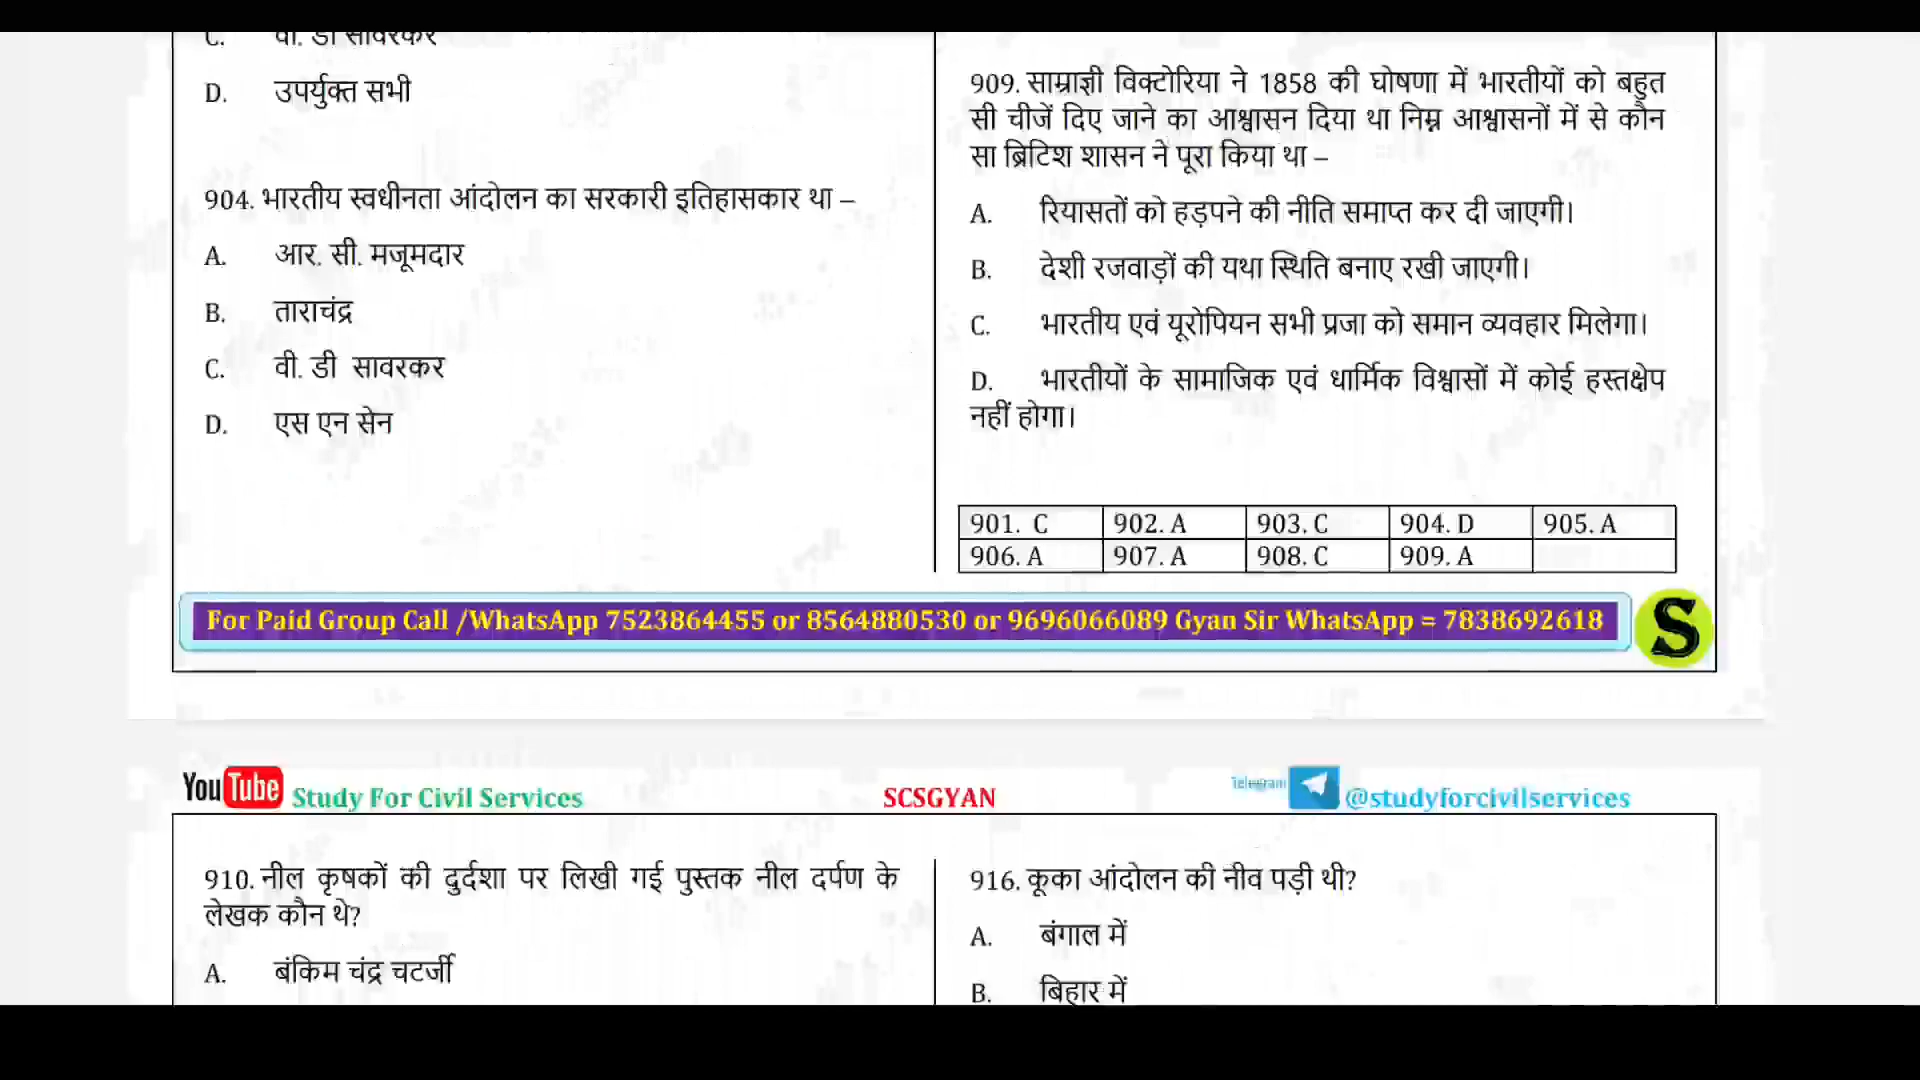 C. वी. डी सावरकर
D. उपर्युक्त सभी
904. भारतीय स्वधीनता आंदोलन का सरकारी इतिहासकार था –
A. आर. सी. मजूमदार
B. ताराचंद्र
C. वी. डी सावरकर
D. एस एन सेन
909. साम्राज्ञी विक्टोरिया ने 1858 की घोषणा में भारतीयों को बहुत
सी चीजें दिए जाने का आश्वासन दिया था निम्न आश्वासनों में से कौन
सा ब्रिटिश शासन ने पूरा किया था –
A. रियासतों को हड़पने की नीति समाप्त कर दी जाएगी।
B. देशी रजवाड़ों की यथा स्थिति बनाए रखी जाएगी।
C. भारतीय एवं यूरोपियन सभी प्रजा को समान व्यवहार मिलेगा।
D. भारतीयों के सामाजिक एवं धार्मिक विश्वासों में कोई हस्तक्षेप
नहीं होगा।
901. C 902. A 903. C 904. D 905. A
906. A 907. A 908. C 909. A
For Paid Group Call /WhatsApp 7523864455 or 8564880530 or 9696066089 Gyan Sir WhatsApp = 7838692618
S
YouTube Study For Civil Services SCSGYAN Telegram @studyforcivilservices
910. नील कृषकों की दुर्दशा पर लिखी गई पुस्तक नील दर्पण के
लेखक कौन थे?
A. बंकिम चंद्र चटर्जी
916. कूका आंदोलन की नीव पड़ी थी?
A. बंगाल में
B. बिहार में